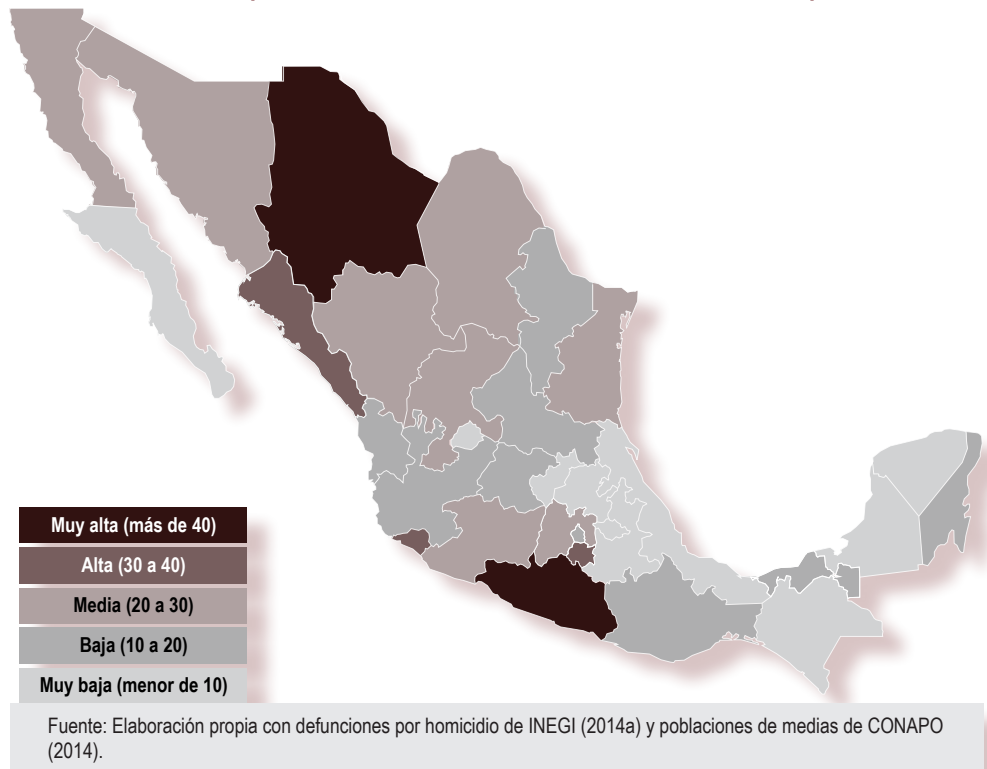 Muy alta (más de 40)
Alta (30 a 40)
Media (20 a 30)
Baja (10 a 20)
Muy baja (menor de 10)
Fuente: Elaboración propia con defunciones por homicidio de INEGI (2014a) y poblaciones de medias de CONAPO
(2014).